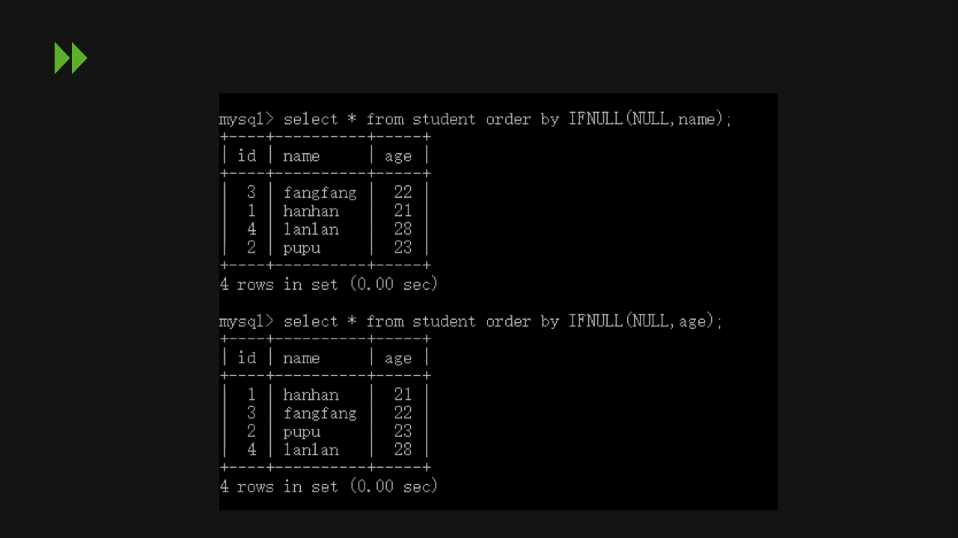 mysql> select * from student order by IFNULL(NULL,name);
+----+----------+-----+
| id | name     | age |
+----+----------+-----+
|  3 | fangfang |  22 |
|  1 | hanhan   |  21 |
|  4 | lanlan   |  28 |
|  2 | pupu     |  23 |
+----+----------+-----+
4 rows in set (0.00 sec)
mysql> select * from student order by IFNULL(NULL,age);
+----+----------+-----+
| id | name     | age |
+----+----------+-----+
|  1 | hanhan   |  21 |
|  3 | fangfang |  22 |
|  2 | pupu     |  23 |
|  4 | lanlan   |  28 |
+----+----------+-----+
4 rows in set (0.00 sec)